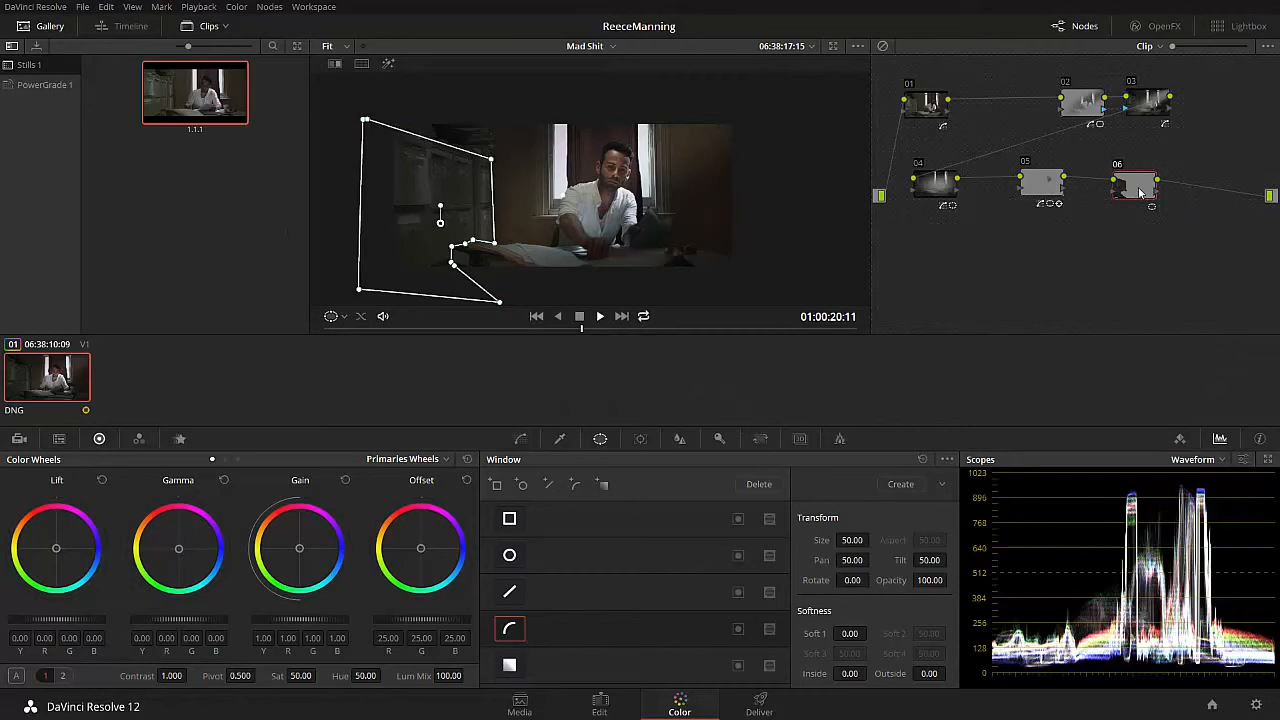 DaVinci Resolve File Edit View Mark Playback Color Nodes Workspace
Gallery Timeline Clips ReeceManning Nodes OpenFX Lightbox
Fit Mad Shit 06:38:17:15 Clip
Stills 1
PowerGrade 1
1.1.1
01 02 03
04 05 06
01:00:20:11
01 06:38:10:09 V1
DNG
Color Wheels Primaries Wheels Window Scopes Waveform
Lift Gamma Gain Offset
Delete Create
Transform
Size 50.00 Aspect 50.00
Pan 50.00 Tilt 50.00
Rotate 0.00 Opacity 100.00
Softness
Soft 1 0.00 Soft 2 50.00
Soft 3 50.00 Soft 4 50.00
Inside 0.00 Outside 0.00
0.00 0.00 0.00 0.00 0.00 0.00 0.00 0.00 1.00 1.00 1.00 1.00 25.00 25.00 25.00
Y R G B Y R G B Y R G B R G B
A 1 2 Contrast 1.000 Pivot 0.500 Sat 50.00 Hue 50.00 Lum Mix 100.00
1023
896
768
640
512
384
256
128
0
DaVinci Resolve 12 Media Edit Color Deliver